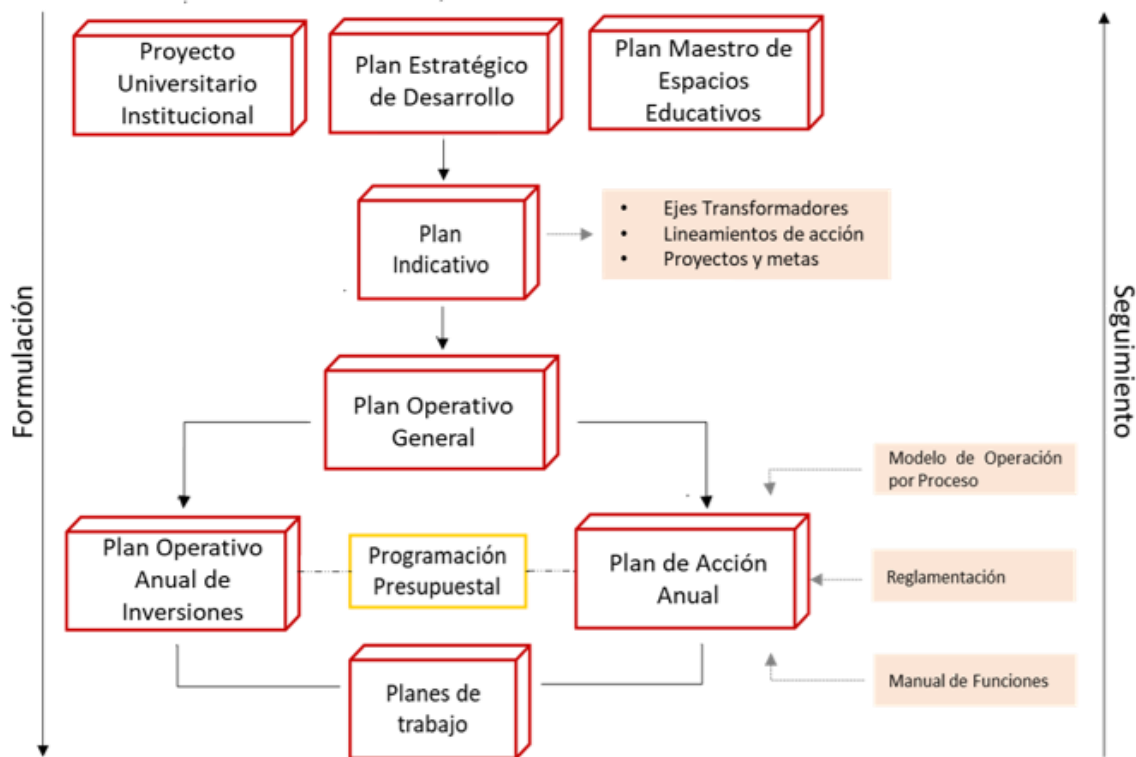 Proyecto
Universitario
Institucional
Plan Estratégico
de Desarrollo
Plan Maestro de
Espacios
Educativos
Plan
Indicativo
• Ejes Transformadores
• Lineamientos de acción
• Proyectos y metas
Formulación
Seguimiento
Plan Operativo
General
Modelo de Operación
por Proceso
Plan Operativo
Anual de
Inversiones
Programación
Presupuestal
Plan de Acción
Anual
Reglamentación
Planes de
trabajo
Manual de Funciones